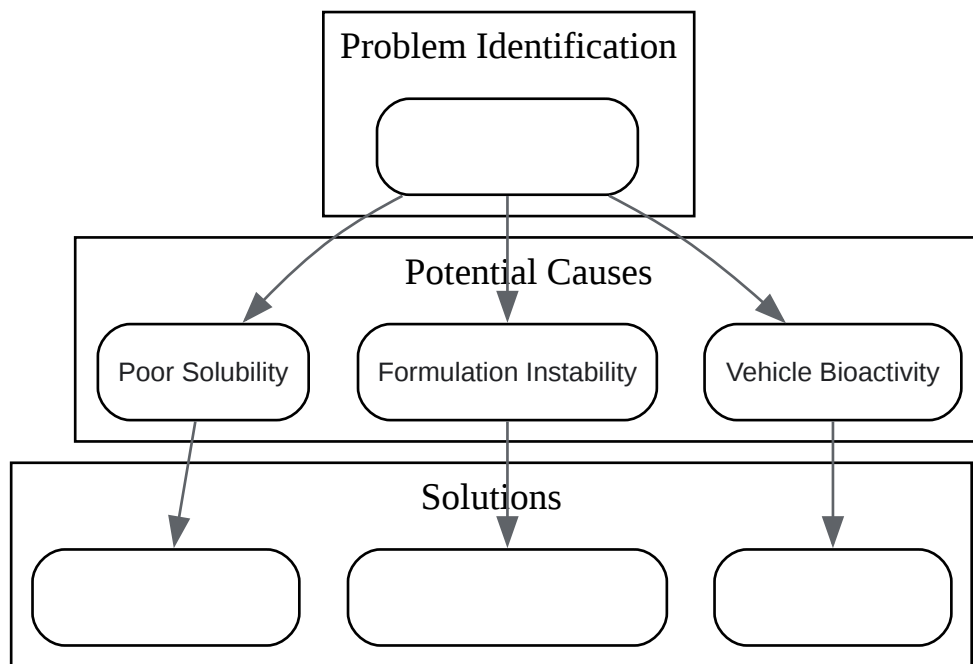 Problem Identification
Potential Causes
Poor Solubility
Formulation Instability
Vehicle Bioactivity
Solutions